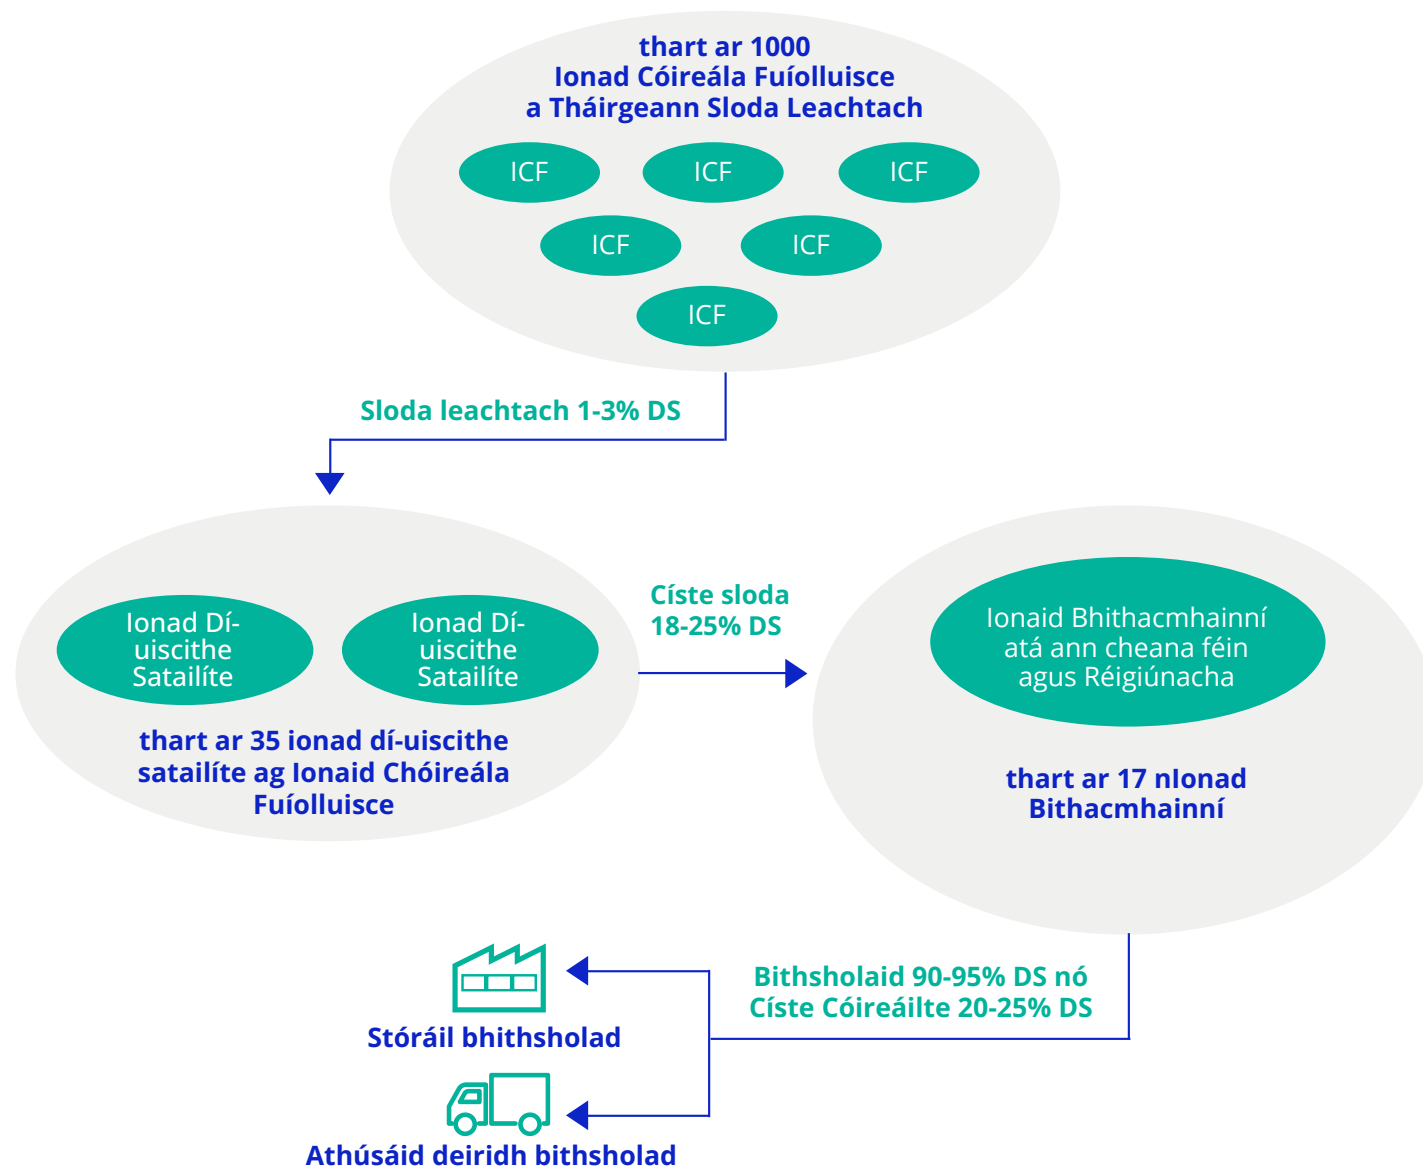 thart ar 1000
Ionad Cóireála Fuíolluisce
a Tháirgeann Sloda Leachtach
ICF
ICF
ICF
ICF
ICF
ICF
Sloda leachtach 1-3% DS
Ionad Dí-
uiscithe
Satailíte
Ionad Dí-
uiscithe
Satailíte
thart ar 35 ionad dí-uiscithe
satailíte ag Ionaid Chóireála
Fuíolluisce
Císte sloda
18-25% DS
Ionaid Bhithacmhainní
atá ann cheana féin
agus Réigiúnacha
thart ar 17 nIonad
Bithacmhainní
Bithsholaid 90-95% DS nó
Císte Cóireáilte 20-25% DS
Stóráil bhithsholad
Athúsáid deiridh bithsholad